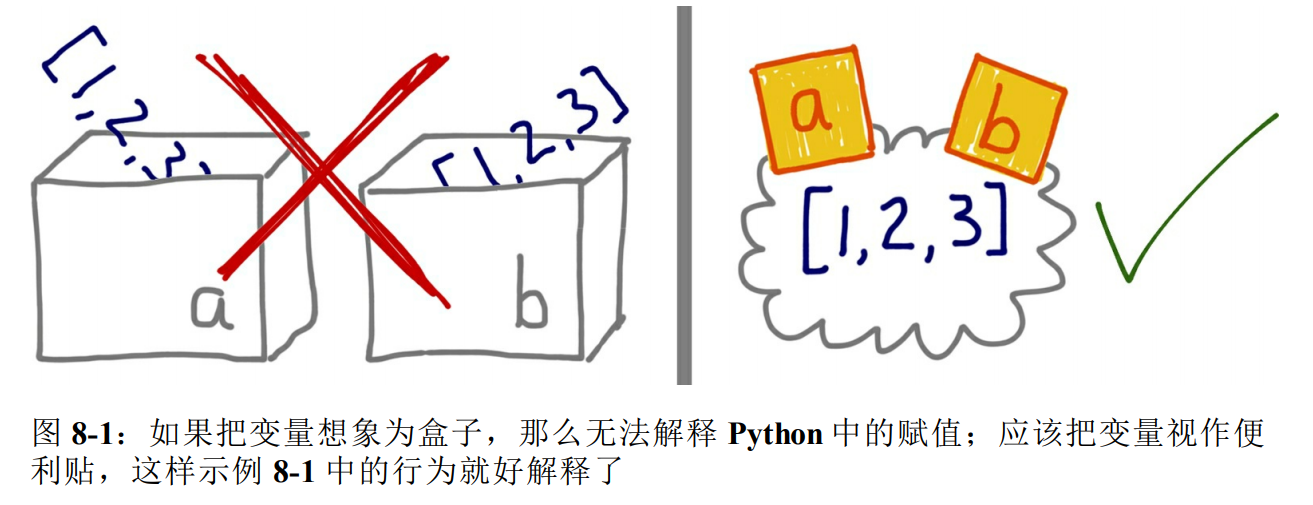 [1,2,3,
[1,2,3]
a
b
a
b
[1,2,3]
图 8-1：如果把变量想象为盒子，那么无法解释 Python 中的赋值；应该把变量视作便
利贴，这样示例 8-1 中的行为就好解释了